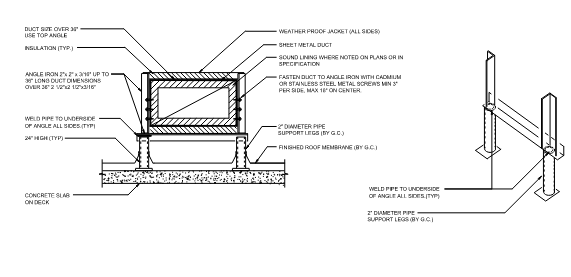 DUCT SIZE OVER 36"
USE TOP ANGLE
INSULATION (TYP.)
ANGLE IRON 2"x 2" x 3/16" UP TO
36" LONG DUCT DIMENSIONS
OVER 36" 2 1/2"x2 1/2"x3/16"
WELD PIPE TO UNDERSIDE
OF ANGLE ALL SIDES.(TYP)
24" HIGH (TYP)
CONCRETE SLAB
ON DECK
WEATHER PROOF JACKET (ALL SIDES)
SHEET METAL DUCT
SOUND LINING WHERE NOTED ON PLANS OR IN
SPECIFICATION
FASTEN DUCT TO ANGLE IRON WITH CADMIUM
OR STAINLESS STEEL METAL SCREWS MIN 3"
PER SIDE, MAX 16" ON CENTER.
2" DIAMETER PIPE
SUPPORT LEGS (BY G.C.)
FINISHED ROOF MEMBRANE (BY G.C.)
WELD PIPE TO UNDERSIDE
OF ANGLE ALL SIDES.(TYP)
2" DIAMETER PIPE
SUPPORT LEGS (BY G.C.)